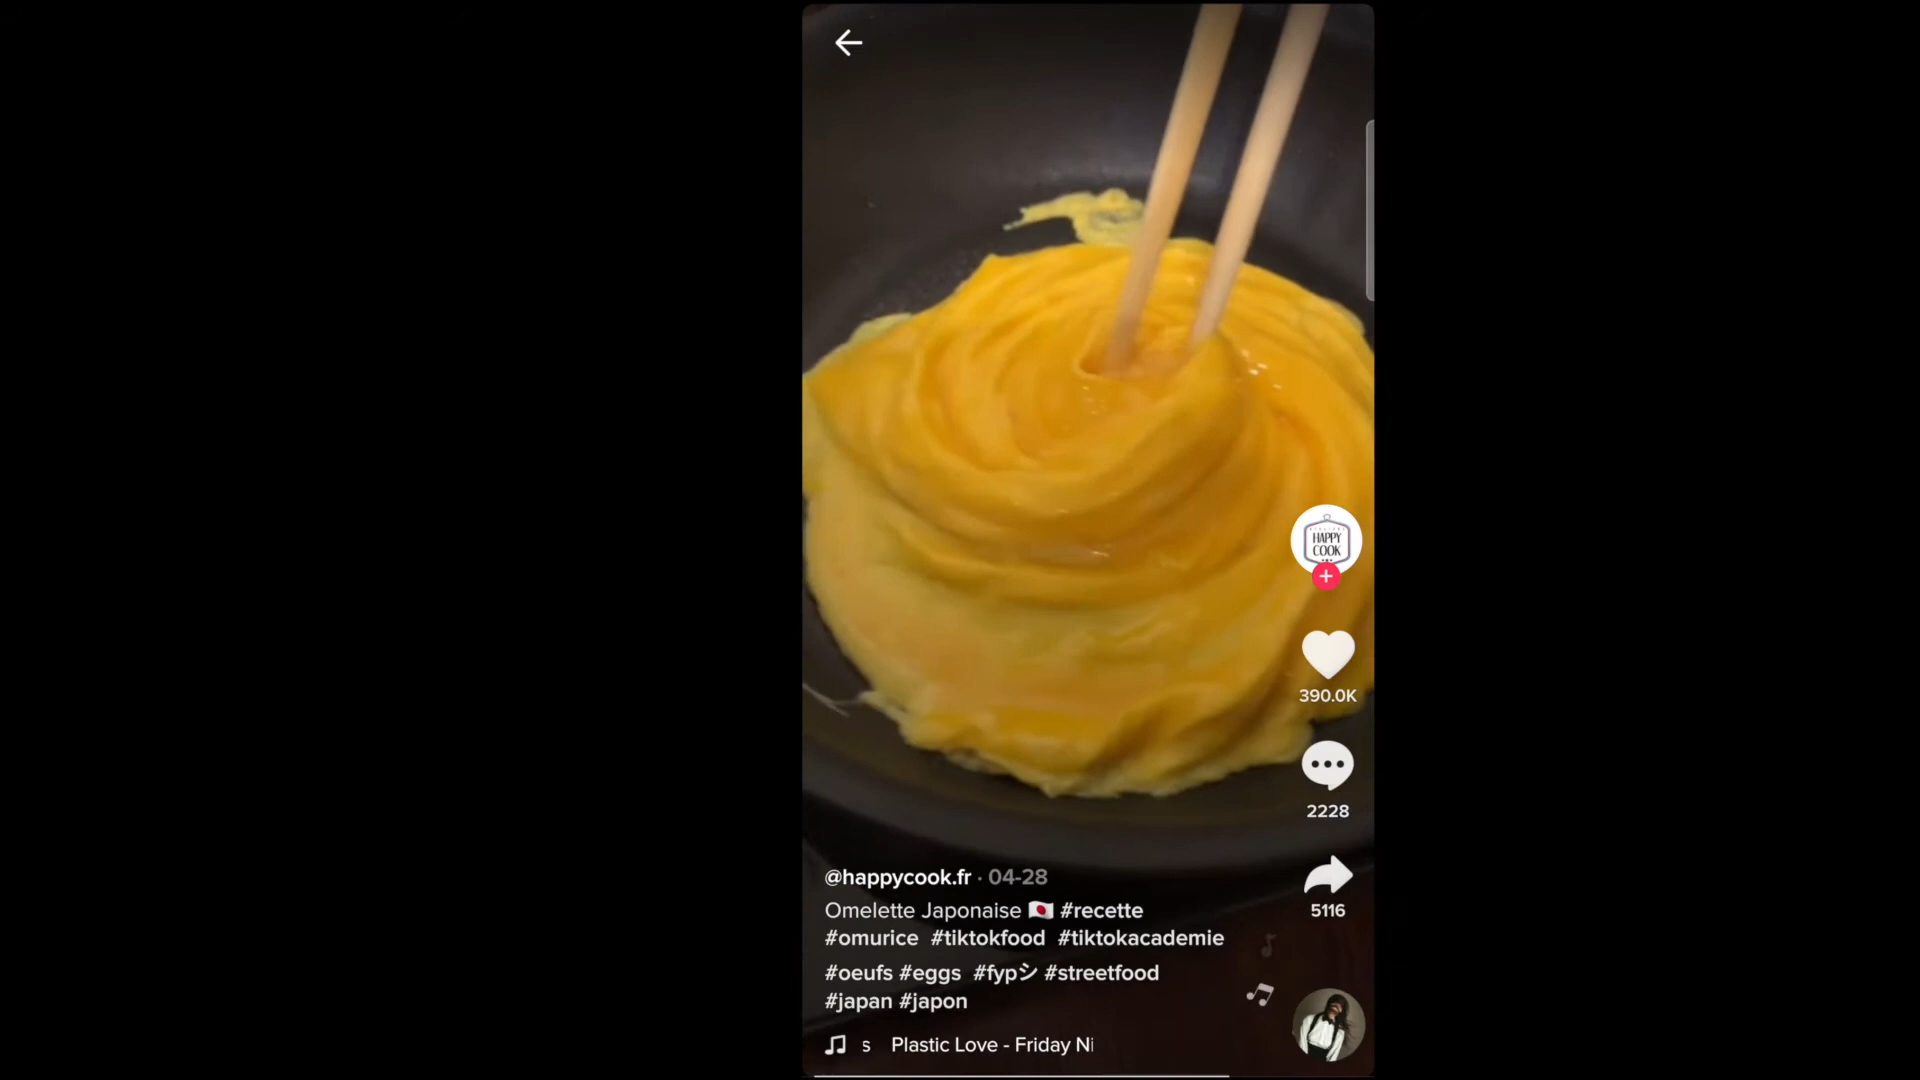 HAPPY
COOK
390.0K
2228
5116
@happycook.fr · 04-28
Omelette Japonaise 🇯🇵 #recette
#omurice #tiktokfood #tiktokacademie
#oeufs #eggs #fypシ #streetfood
#japan #japon
s Plastic Love - Friday Ni